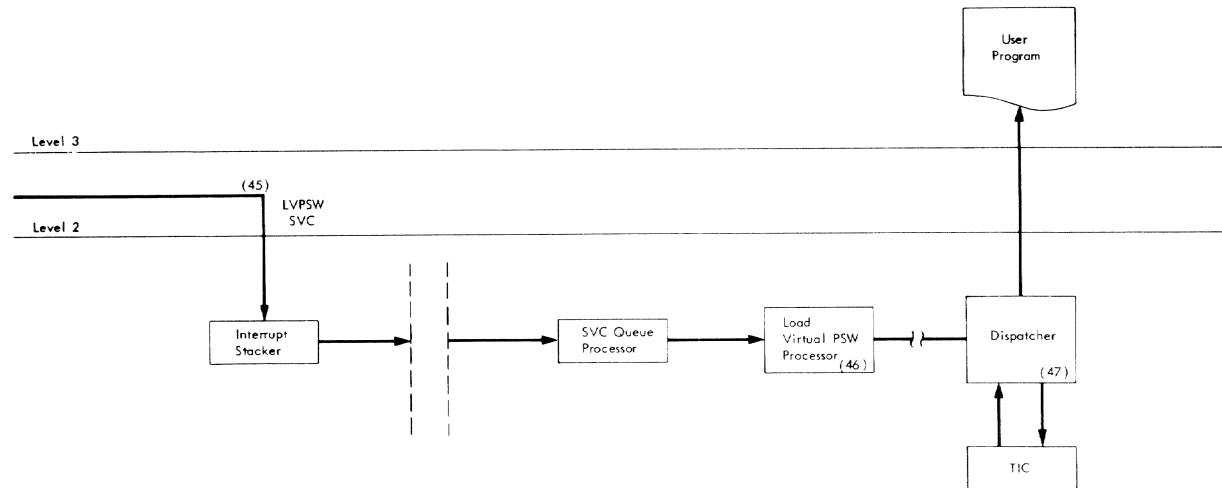 User
Program
Level 3
(45)
LVPSW
SVC
Level 2
Interrupt
Stacker
SVC Queue
Processor
Load
Virtual PSW
Processor
(46)
Dispatcher
(47)
TIC